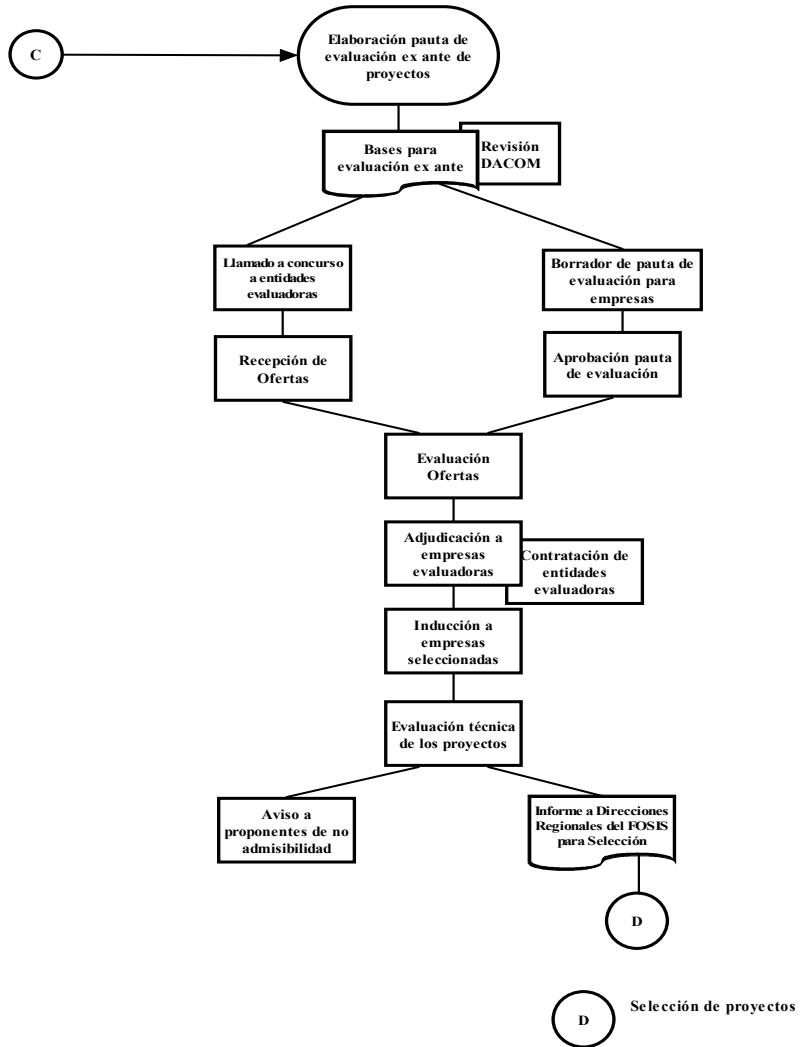 C
Elaboración pauta de
evaluación ex ante de
proyectos
Bases para
evaluación ex ante
Revisión
DACOM
Llamado a concurso
a entidades
evaluadoras
Borrador de pauta de
evaluación para
empresas
Recepción de
Ofertas
Aprobación pauta
de evaluación
Evaluación
Ofertas
Adjudicación a
empresas
evaluadoras
Contratación de
entidades
evaluadoras
Inducción a
empresas
seleccionadas
Evaluación técnica
de los proyectos
Aviso a
proponentes de no
admisibilidad
Informe a Direcciones
Regionales del FOSIS
para Selección
D
D
Selección de proyectos